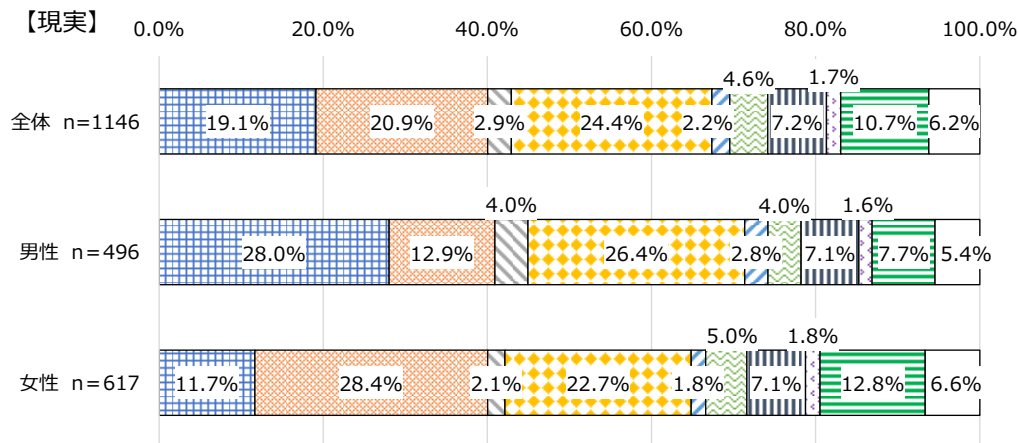 【現実】 0.0% 20.0% 40.0% 60.0% 80.0% 100.0%
4.6% 1.7%
全体 n=1146 19.1% 20.9% 2.9% 24.4% 2.2% 7.2% 10.7% 6.2%
4.0% 4.0% 1.6%
男性 n=496 28.0% 12.9% 26.4% 2.8% 7.1% 7.7% 5.4%
5.0% 1.8%
女性 n=617 11.7% 28.4% 2.1% 22.7% 1.8% 7.1% 12.8% 6.6%